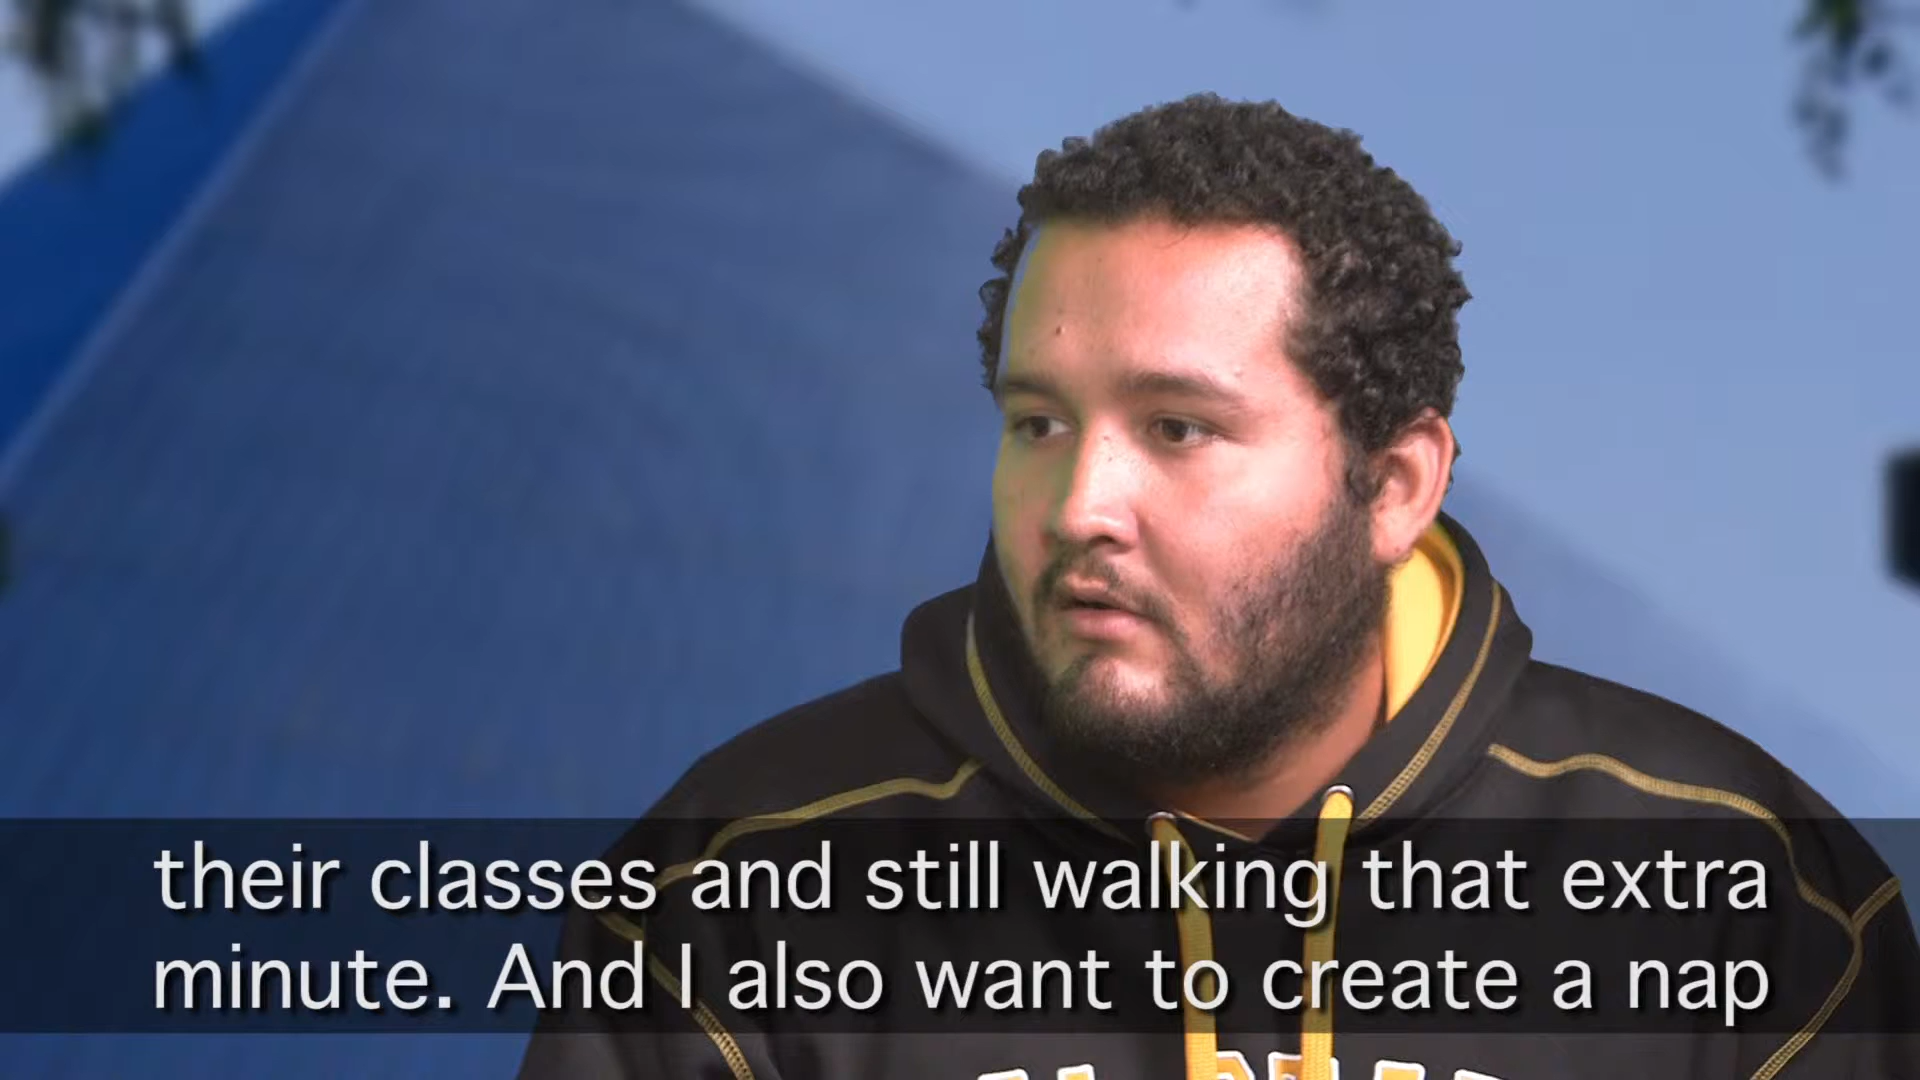 their classes and still walking that extra
minute. And I also want to create a nap